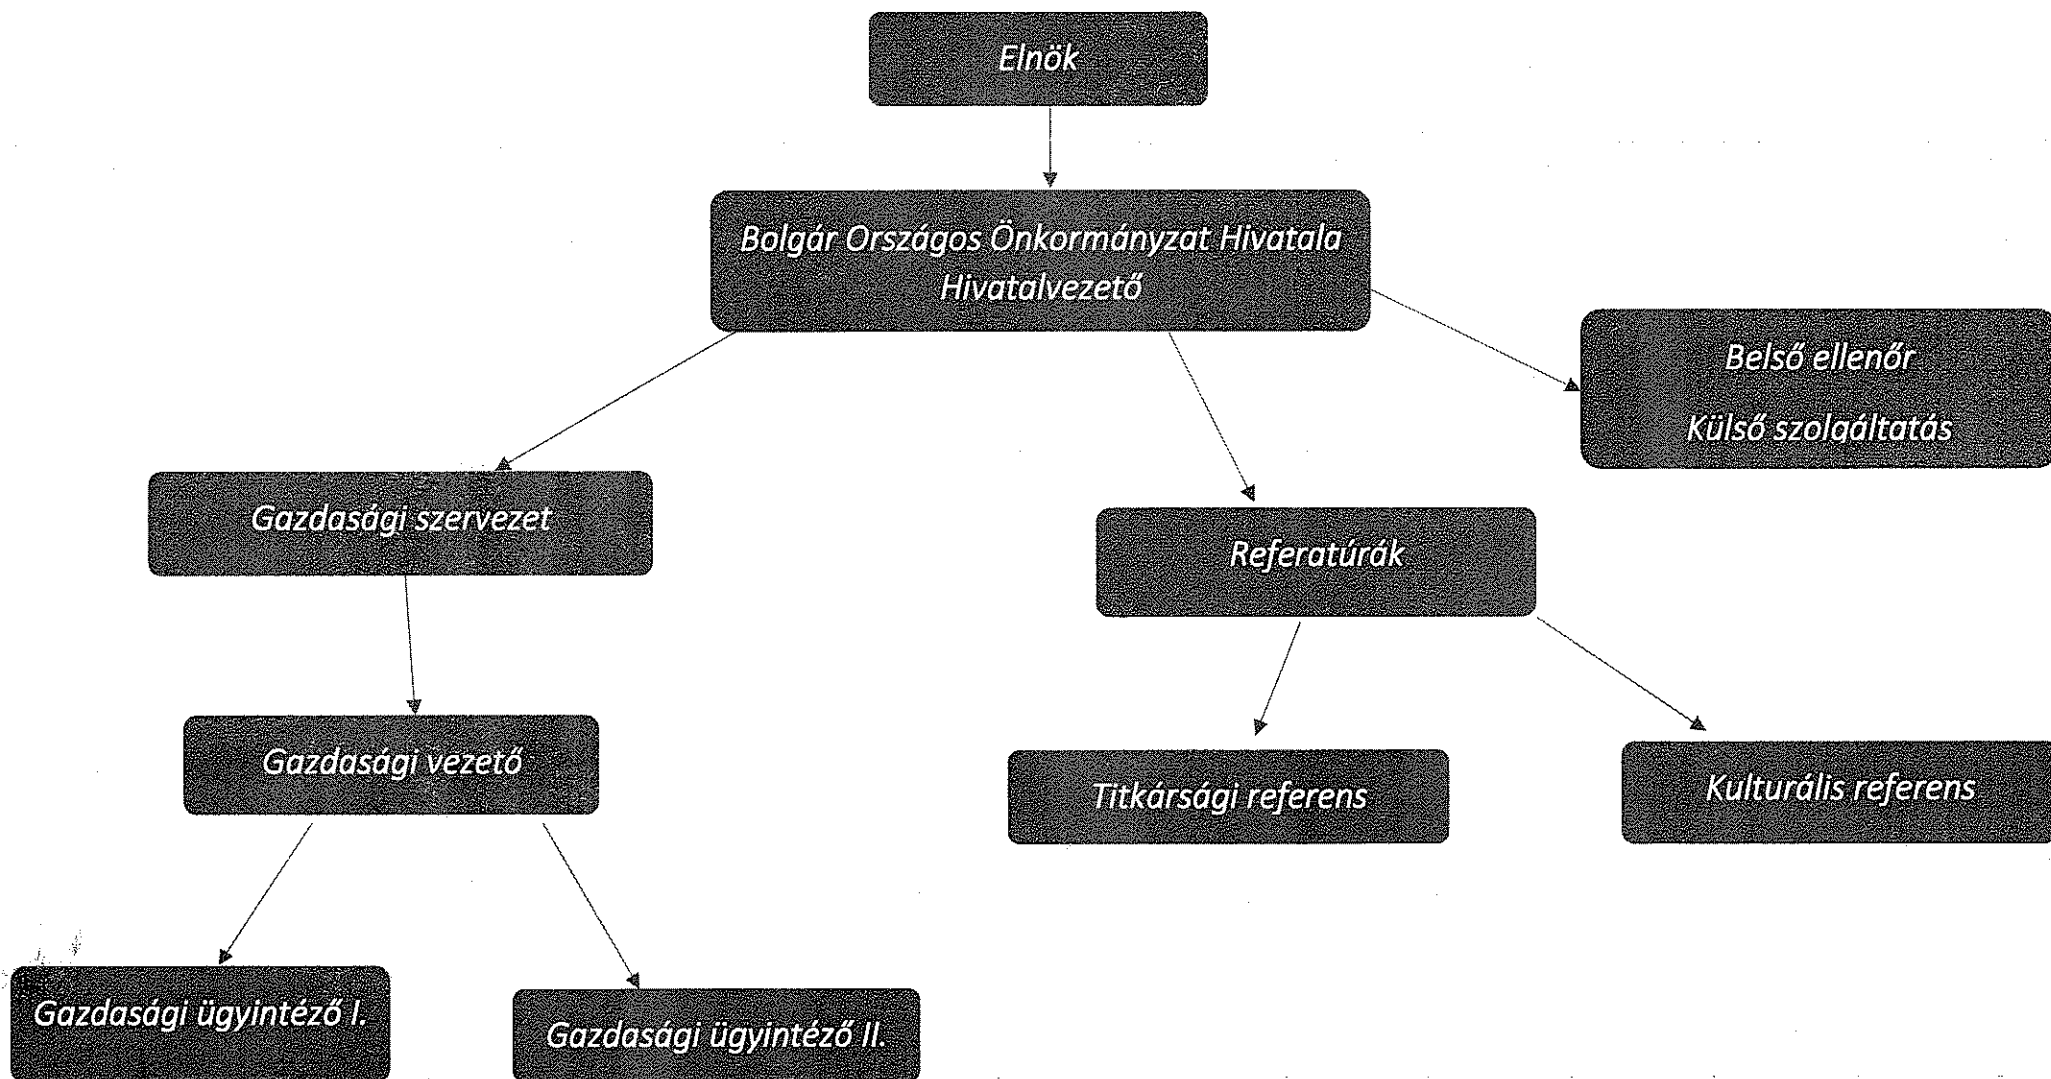 Elnök
Bolgár Országos Önkormányzat Hivatala
Hivatalvezető
Belső ellenőr
Külső szolgáltatás
Gazdasági szervezet
Referatúrák
Gazdasági vezető
Titkársági referens
Kulturális referens
Gazdasági ügyintéző I.
Gazdasági ügyintéző II.